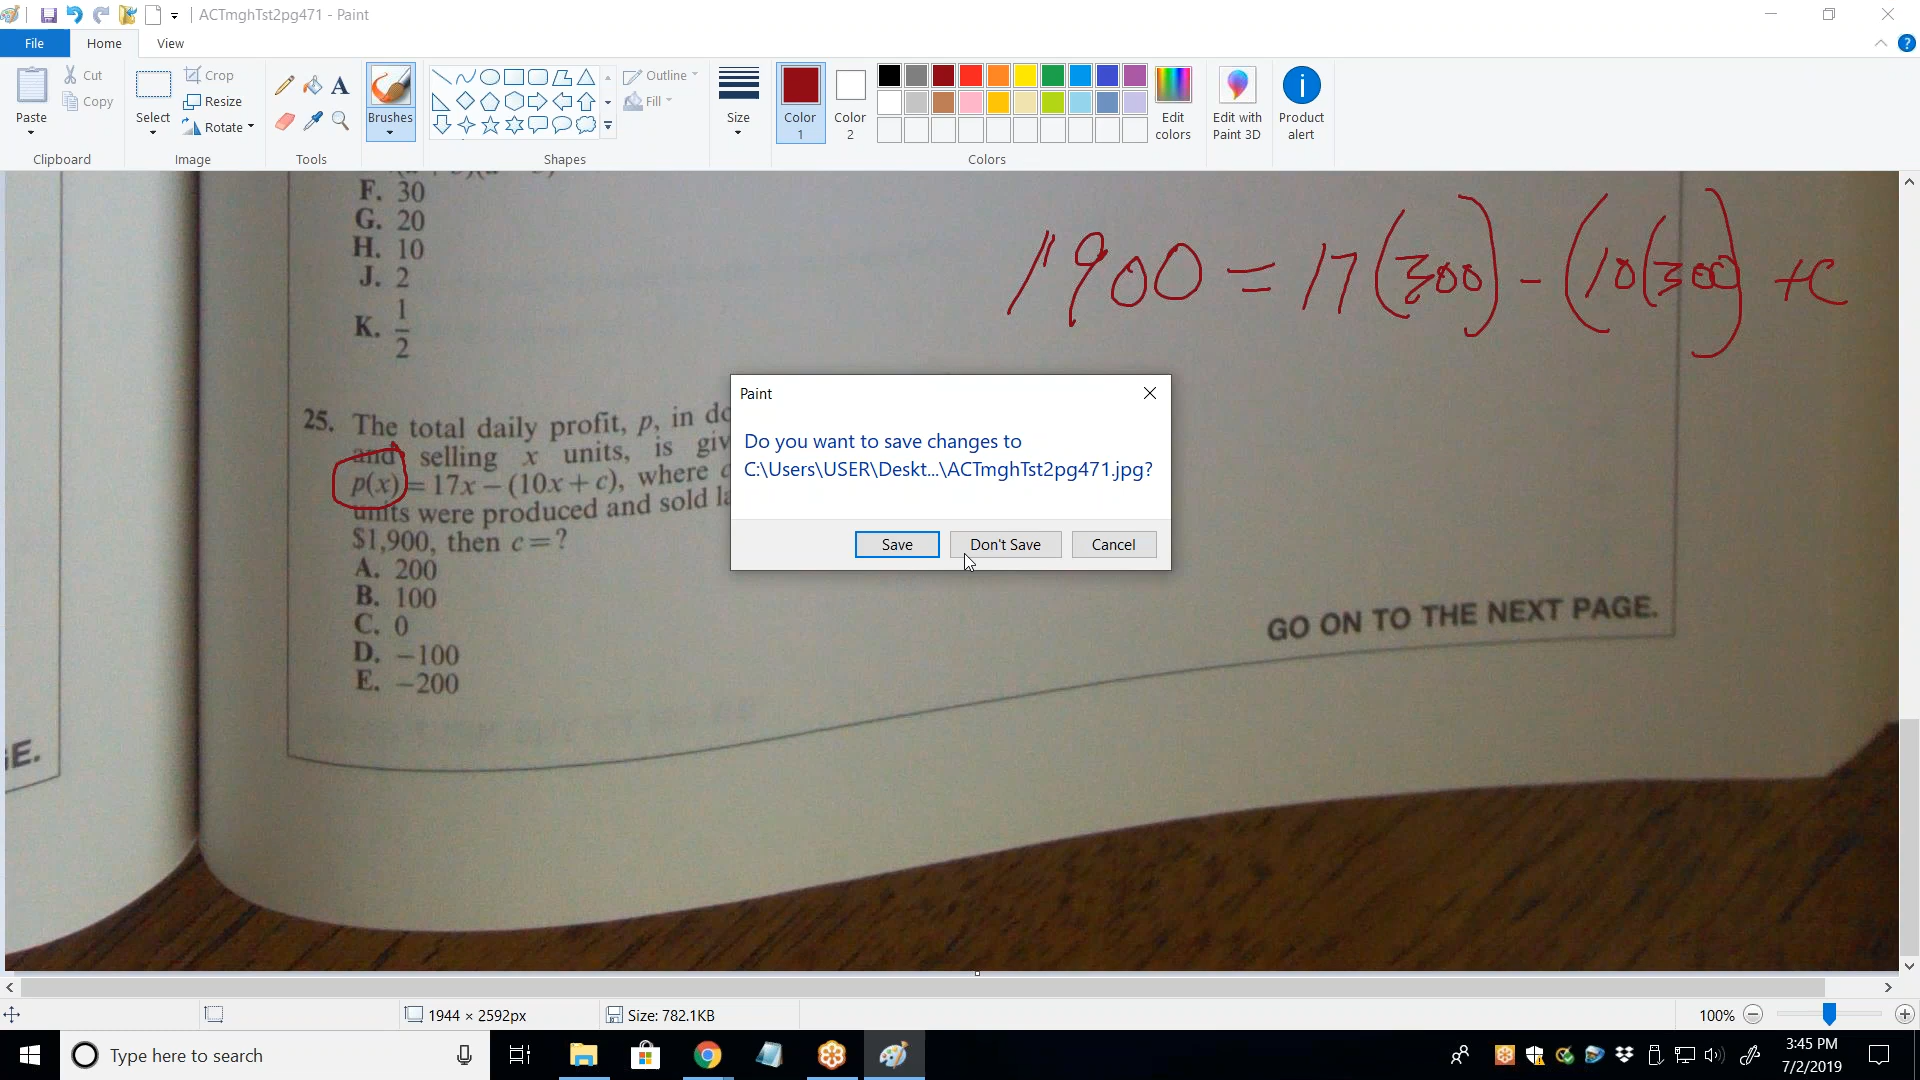 ACTmghTst2pg471 - Paint
File Home View
Cut
Copy
Paste
Clipboard
Select
Crop
Resize
Rotate
Image
A
Tools
Brushes
Outline
Fill
Shapes
Size
Color 1
Color 2
Edit colors
Colors
Edit with Paint 3D
Product alert
F. 30
G. 20
H. 10
J. 2
K. 1/2
1900 = 17(300) - (10(300) + c
25. The total daily profit, p, in do
and selling x units, is giv
p(x) = 17x – (10x + c), where c
units were produced and sold la
$1,900, then c = ?
A. 200
B. 100
C. 0
D. –100
E. –200
GO ON TO THE NEXT PAGE.
E.
Paint
Do you want to save changes to
C:\Users\USER\Deskt...\ACTmghTst2pg471.jpg?
Save Don't Save Cancel
1944 × 2592px Size: 782.1KB 100%
Type here to search
3:45 PM
7/2/2019